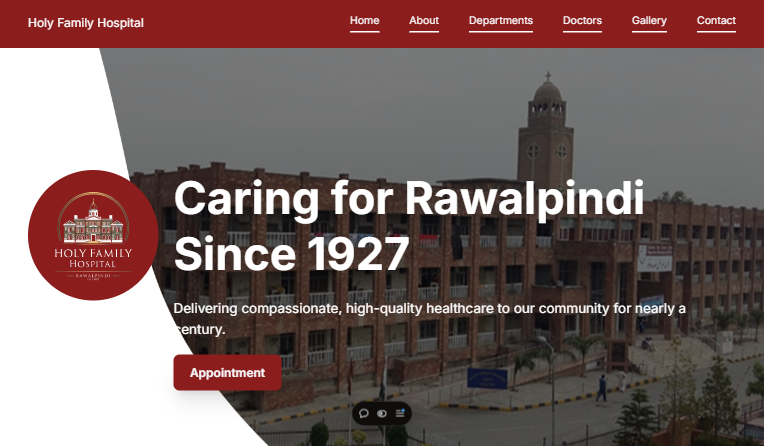 Holy Family Hospital
Home About Departments Doctors Gallery Contact
Caring for Rawalpindi
Since 1927
HOLY FAMILY
HOSPITAL
RAWALPINDI
Delivering compassionate, high-quality healthcare to our community for nearly a
century.
Appointment